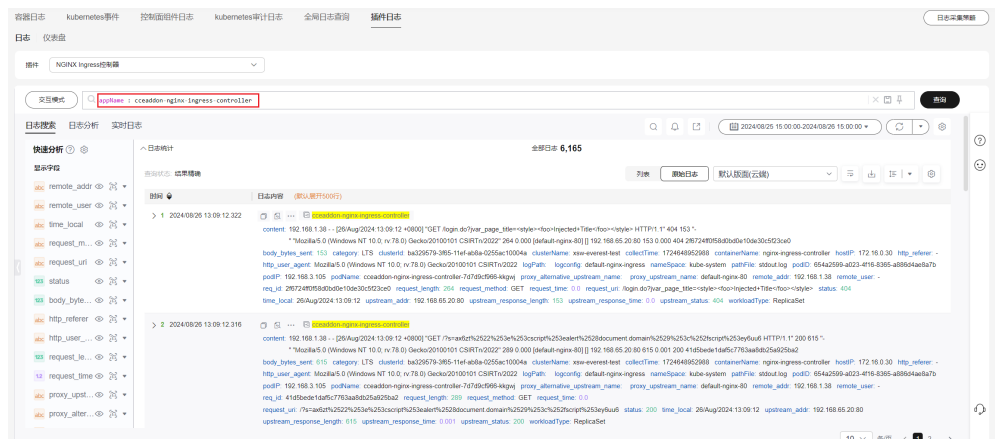 容器日志 kubernetes事件 控制面组件日志 kubernetes审计日志 全局日志查询 插件日志 日志采集策略
日志 仪表盘
插件 NGINX Ingress控制器
交互模式 appName : cceaddon-nginx-ingress-controller 查询
日志搜索 日志分析 实时日志 2024/08/25 15:00:00-2024/08/26 15:00:00
快速分析 日志统计 全部日志 6,165
显示字段 查询状态: 结果精确 列表 原始日志 默认版面(云端)
时间 日志内容 (默认展开500行)
abc remote_addr
abc remote_user
abc time_local
abc request_m...
abc request_uri
123 status
123 body_byte...
abc http_referer
abc http_user_...
123 request_le...
1.2 request_time
abc proxy_upst...
abc proxy_alter...
1 2024/08/26 13:09:12.322 cceaddon-nginx-ingress-controller
content: 192.168.1.38 - - [26/Aug/2024:13:09:12 +0800] "GET /login.do?jvar_page_title=<style><foo>Injected+Title</foo></style> HTTP/1.1" 404 153 "-
" "Mozilla/5.0 (Windows NT 10.0; rv:78.0) Gecko/20100101 CSIRTn/2022" 264 0.000 [default-nginx-80] [] 192.168.65.20:80 153 0.000 404 2f6724ff0f58d0bd0e10de30c5f23ce0
body_bytes_sent: 153 category: LTS clusterId: ba329579-3f65-11ef-ab8a-0255ac10004a clusterName: xsw-everest-test collectTime: 1724648952988 containerName: nginx-ingress-controller hostIP: 172.16.0.30 http_referer: -
http_user_agent: Mozilla/5.0 (Windows NT 10.0; rv:78.0) Gecko/20100101 CSIRTn/2022 logPath: logconfig: default-nginx-ingress nameSpace: kube-system pathFile: stdout.log podID: 654a2599-a023-4f16-8365-a886d4ae8a7b
podIP: 192.168.3.105 podName: cceaddon-nginx-ingress-controller-7d7d9cf966-kkgwj proxy_alternative_upstream_name: proxy_upstream_name: default-nginx-80 remote_addr: 192.168.1.38 remote_user: -
req_id: 2f6724ff0f58d0bd0e10de30c5f23ce0 request_length: 264 request_method: GET request_time: 0.0 request_uri: /login.do?jvar_page_title=<style><foo>Injected+Title</foo></style> status: 404
time_local: 26/Aug/2024:13:09:12 upstream_addr: 192.168.65.20:80 upstream_response_length: 153 upstream_response_time: 0.0 upstream_status: 404 workloadType: ReplicaSet
2 2024/08/26 13:09:12.316 cceaddon-nginx-ingress-controller
content: 192.168.1.38 - - [26/Aug/2024:13:09:12 +0800] "GET /?s=ax6zt%2522%253e%253cscript%253ealert%2528document.domain%2529%253c%252fscript%253ey6uu6 HTTP/1.1" 200 615 "-
" "Mozilla/5.0 (Windows NT 10.0; rv:78.0) Gecko/20100101 CSIRTn/2022" 289 0.000 [default-nginx-80] [] 192.168.65.20:80 615 0.001 200 41d5bede1daf5c7763aa8db25a925ba2
body_bytes_sent: 615 category: LTS clusterId: ba329579-3f65-11ef-ab8a-0255ac10004a clusterName: xsw-everest-test collectTime: 1724648952988 containerName: nginx-ingress-controller hostIP: 172.16.0.30 http_referer: -
http_user_agent: Mozilla/5.0 (Windows NT 10.0; rv:78.0) Gecko/20100101 CSIRTn/2022 logPath: logconfig: default-nginx-ingress nameSpace: kube-system pathFile: stdout.log podID: 654a2599-a023-4f16-8365-a886d4ae8a7b
podIP: 192.168.3.105 podName: cceaddon-nginx-ingress-controller-7d7d9cf966-kkgwj proxy_alternative_upstream_name: proxy_upstream_name: default-nginx-80 remote_addr: 192.168.1.38 remote_user: -
req_id: 41d5bede1daf5c7763aa8db25a925ba2 request_length: 289 request_method: GET request_time: 0.0
request_uri: /?s=ax6zt%2522%253e%253cscript%253ealert%2528document.domain%2529%253c%252fscript%253ey6uu6 status: 200 time_local: 26/Aug/2024:13:09:12 upstream_addr: 192.168.65.20:80
upstream_response_length: 615 upstream_response_time: 0.001 upstream_status: 200 workloadType: ReplicaSet